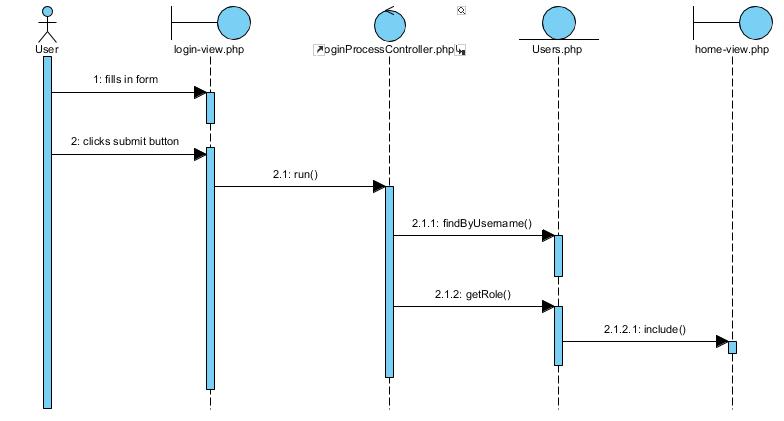 User
login-view.php
oginProcessController.php
Users.php
home-view.php
1: fills in form
2: clicks submit button
2.1: run()
2.1.1: findByUsername()
2.1.2: getRole()
2.1.2.1: include()